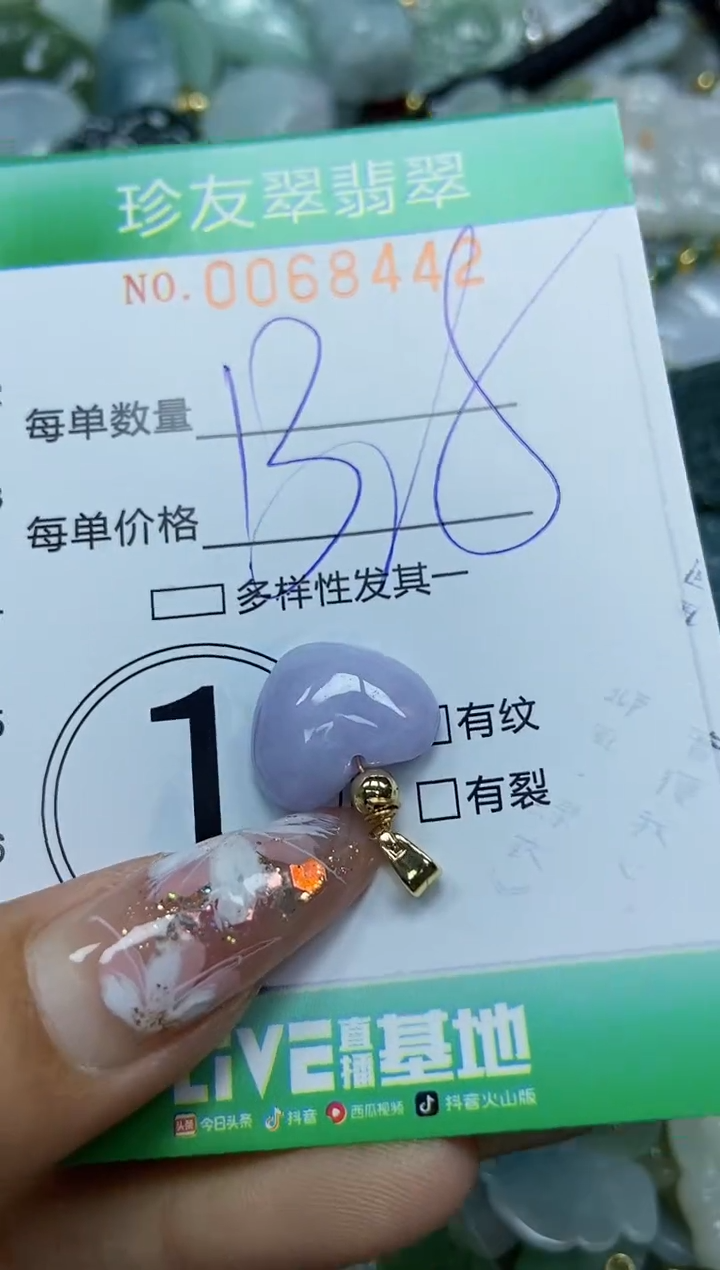 珍友翠翡翠
NO.0068442
每单数量
每单价格
多样性发其一
1
有纹
有裂
LiVE直播基地
头条 今日头条 抖音 西瓜视频 抖音火山版